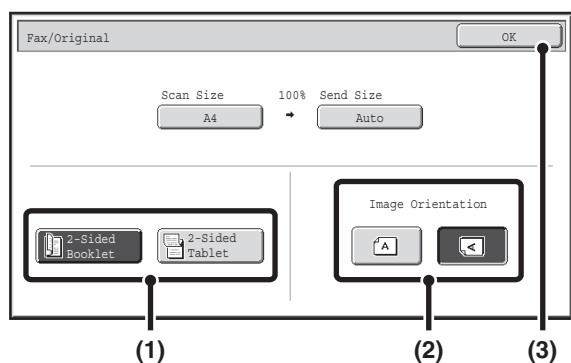 Fax/Original
OK
Scan Size 100% Send Size
A4 → Auto
Image Orientation
2-Sided
Booklet
2-Sided
Tablet
A
A
(1) (2) (3)